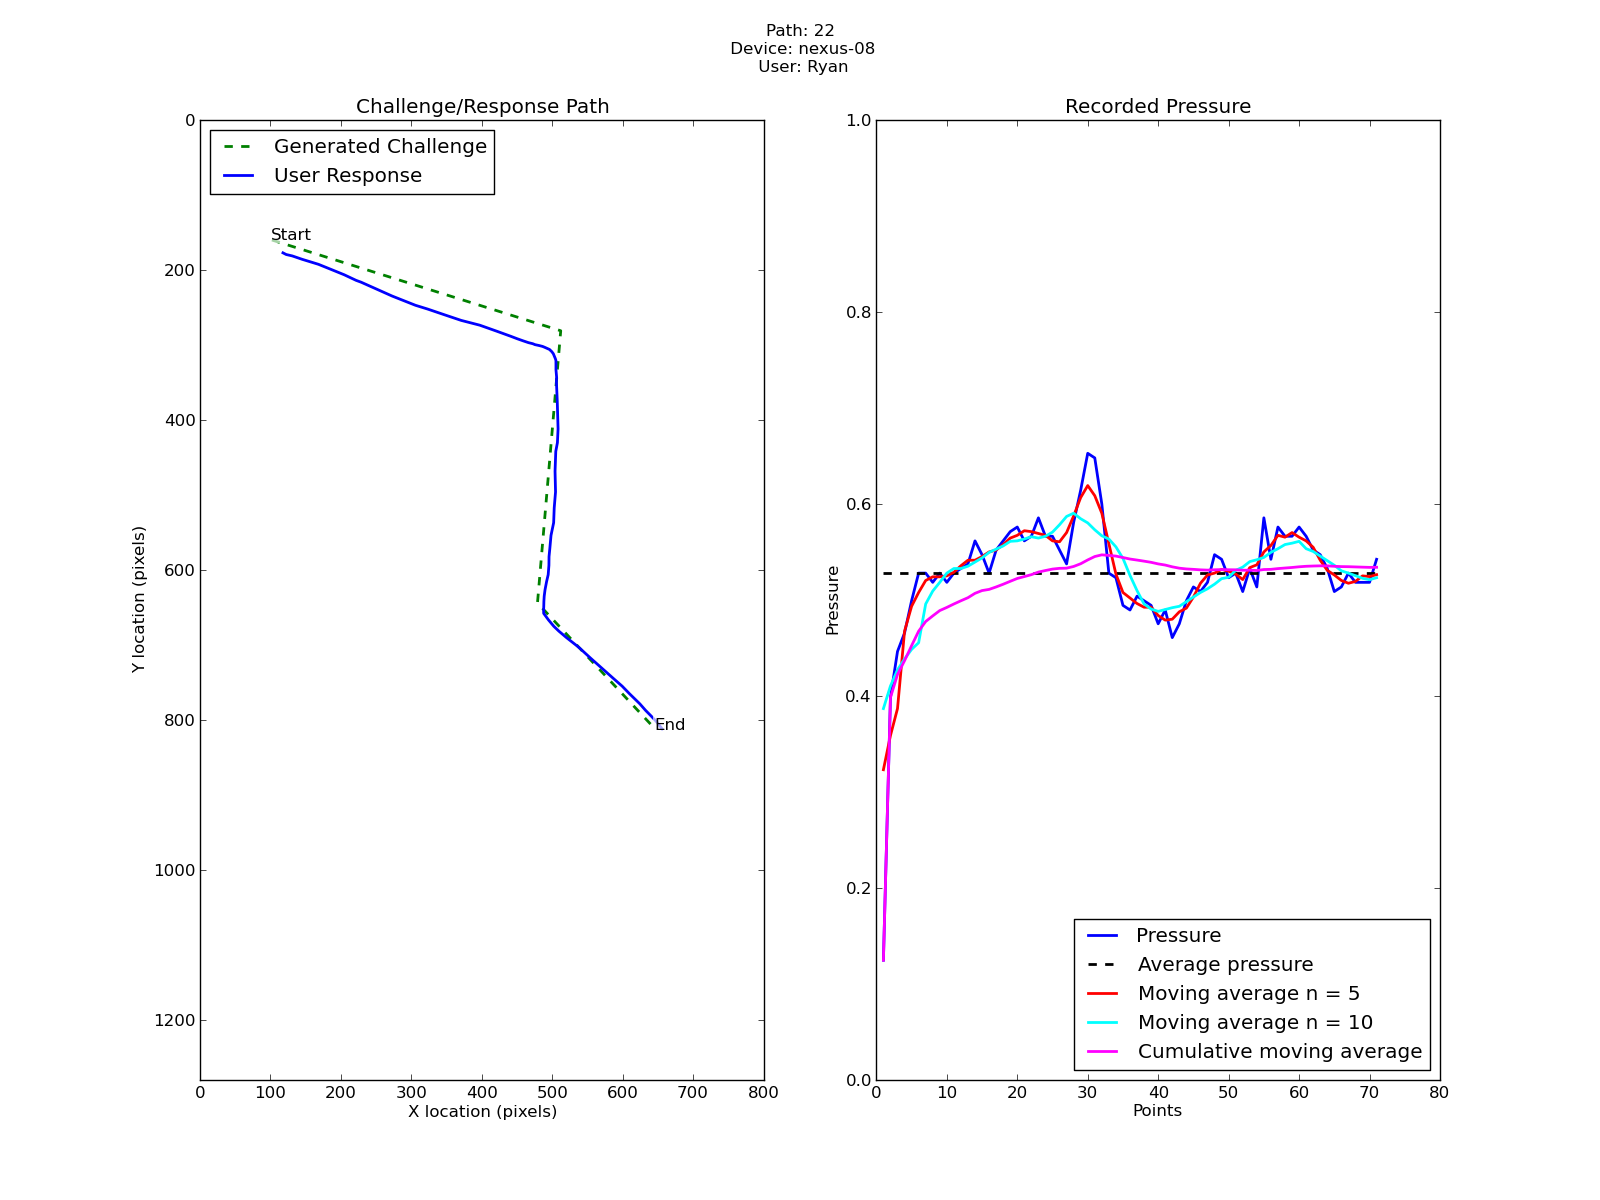 Path: 22
Device: nexus-08
User: Ryan
Challenge/Response Path
Generated Challenge
User Response
Start
End
0
200
400
600
800
1000
1200
Y location (pixels)
0 100 200 300 400 500 600 700 800
X location (pixels)
Recorded Pressure
1.0
0.8
0.6
0.4
0.2
0.0
Pressure
Pressure
Average pressure
Moving average n = 5
Moving average n = 10
Cumulative moving average
0 10 20 30 40 50 60 70 80
Points